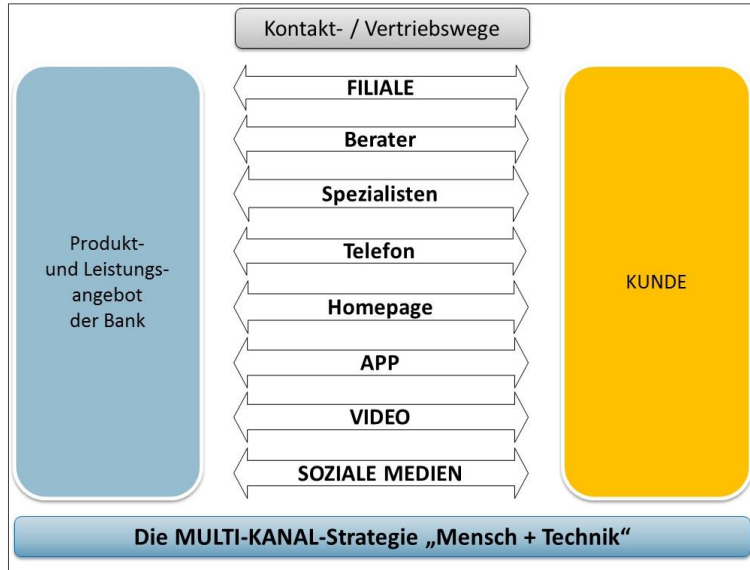 Kontakt- / Vertriebswege
Produkt-
und Leistungs-
angebot
der Bank
FILIALE
Berater
Spezialisten
Telefon
Homepage
APP
VIDEO
SOZIALE MEDIEN
KUNDE
Die MULTI-KANAL-Strategie „Mensch + Technik“